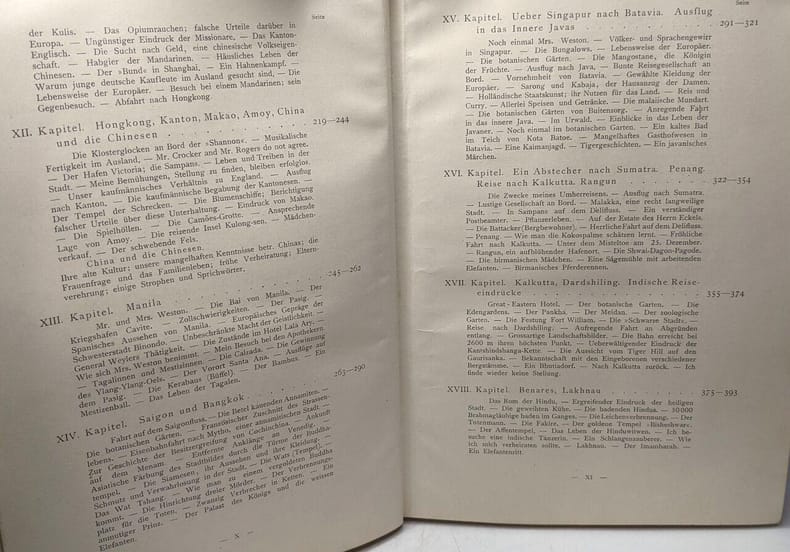 Seite
der Kulis. — Das Opiumrauchen; falsche Urteile darüber in
Europa. — Ungünstiger Eindruck der Missionare. — Das Kanton-
Englisch. — Die Sucht nach Geld, eine chinesische Volkseigen-
schaft. — Habgier der Mandarinen. — Häusliches Leben der
Chinesen. — Der »Bund« in Shanghai. — Ein Hahnenkampf. —
Warum junge deutsche Kaufleute im Ausland gesucht sind. — Die
Lebensweise der Europäer. — Besuch bei einem Mandarinen; sein
Gegenbesuch. — Abfahrt nach Hongkong.
XII. Kapitel. Hongkong, Kanton, Makao, Amoy, China
und die Chinesen . . . . . . . . . . 219—244
Die Klosterglocken an Bord der »Shannon«. — Musikalische
Fertigkeit im Ausland. — Mr. Crocker and Mr. Rogers do not agree.
— Der Hafen Victoria; die Sampans. — Leben und Treiben in der
Stadt. — Meine Bemühungen, Stellung zu finden, bleiben erfolglos.
— Unser kaufmännisches Verhältnis zu England. — Ausflug
nach Kanton. — Die kaufmännische Begabung der Kantonesen. —
Der Tempel der Schrecken. — Die Blumenschiffe; Berichtigung
falscher Urteile über diese Unterhaltung. — Eindruck von Makao.
— Die Spielhöllen. — Die Camões-Grotte. — Ansprechende
Lage von Amoy. — Die reizende Insel Kulong-sen. — Mädchen-
verkauf. — Der schwebende Fels.
China und die Chinesen.
Ihre alte Kultur; unsere mangelhaften Kenntnisse betr. Chinas; die
Frauenfrage und das Familienleben; frühe Verheiratung; Eltern-
verehrung; einige Strophen und Sprichwörter.
XIII. Kapitel. Manila . . . . . . . . . . 245—262
Mr. und Mrs. Weston. — Die Bai von Manila. — Der
Kriegshafen Cavite. — Zollschwierigkeiten. — Der Pasig. —
Spanisches Aussehen von Manila. — Europäisches Gepräge der
Schwesterstadt Binondo. — Unbeschränkte Macht der Geistlichkeit. —
General Weylers Thätigkeit. — Die Zustände im Hotel Lala Ary. —
Wie sich Mrs. Weston benimmt. — Mein Besuch bei den Apothekern.
— Tagalinnen und Mestizinnen. — Die Calzada. — Die Gewinnung
des Ylang-Ylang-Oels. — Der Vorort Santa Ana. — Ausflug auf
dem Pasig. — Die Kerabaus (Büffel). — Der Bambus. — Ein
Mestizenball. — Das Leben der Tagalen.
XIV. Kapitel. Saigon und Bangkok . . . . . . 263—290
Fahrt auf dem Saigonfluss. — Die Betel kauenden Annamiten. —
Die botanischen Gärten. — Französischer Zuschnitt des Strassen-
lebens. — Eisenbahnfahrt nach Mytho, einer annamitischen Stadt. —
Zur Geschichte der Besitzergreifung von Cochinchina. — Ankunft
auf dem Menam. — Entfernte Anklänge an Venedig. —
Asiatische Färbung des Stadtbildes durch die Türme der Buddha-
tempel. — Die Siamesen, ihr Aussehen und ihre Kleidung. —
Schmutz und Verwahrlosung in der Stadt. — Die Wats (Tempel). —
Das Wat Tshang. — Wie man zu einem vergoldeten Buddha
kommt. — Die Hinrichtung dreier Mörder. — Der Verbrennungs-
platz für die Toten. — Zwanzig Verbrecher in Ketten. — Ein
anmutiger Prinz. — Der Palast des Königs und die weissen
Elefanten.
— X —
Seite
XV. Kapitel. Ueber Singapur nach Batavia. Ausflug
in das Innere Javas . . . . . . . . . . 291—321
Noch einmal Mrs. Weston. — Völker- und Sprachengewirr
in Singapur. — Die Bungalows. — Lebensweise der Europäer.
— Die botanischen Gärten. — Die Mangostane, die Königin
der Früchte. — Ausflug nach Java. — Bunte Reisegesellschaft an
Bord. — Vornehmheit von Batavia. — Gewählte Kleidung der
Europäer. — Sarong und Kabaja, der Hausanzug der Damen.
— Holländische Staatskunst; ihr Nutzen für das Land. — Reis und
Curry. — Allerlei Speisen und Getränke. — Die malaiische Mundart.
— Die botanischen Gärten von Buitenzorg. — Anregende Fahrt
in das innere Java. — Im Urwald. — Einblicke in das Leben der
Javaner. — Noch einmal im botanischen Garten. — Ein kaltes Bad
im Teich von Kota Batoe. — Mangelhaftes Gasthofwesen in
Batavia. — Eine Kaimanjagd. — Tigergeschichten. — Ein javanisches
Märchen.
XVI. Kapitel. Ein Abstecher nach Sumatra. Penang.
Reise nach Kalkutta. Rangun . . . . . . . 322—354
Die Zwecke meines Umherreisens. — Ausflug nach Sumatra.
— Lustige Gesellschaft an Bord. — Malakka, eine recht langweilige
Stadt. — In Sampans auf dem Delifluss. — Ein verständiger
Postbeamter. — Pflanzerleben. — Auf der Estate des Herrn Eckels.
— Die Battacker (Bergbewohner). — Herrliche Fahrt auf dem Delifluss.
— Penang. — Wie man die Kokospalme schätzen lernt. — Fröhliche
Fahrt nach Kalkutta. — Unter dem Misteltoe am 25. Dezember.
— Rangun, ein aufblühender Hafenort. — Die Shwai-Dagon-Pagode.
— Die birmanischen Mädchen. — Eine Sägemühle mit arbeitenden
Elefanten. — Birmanisches Pferderennen.
XVII. Kapitel. Kalkutta, Dardshiling. Indische Reise-
eindrücke . . . . . . . . . . . 355—374
Great-Eastern Hotel. — Der botanische Garten. — Die
Edengardens. — Der Pankha. — Der Meidan. — Der zoologische
Garten. — Die Festung Fort William. — Die »Schwarze Stadt«. —
Reise nach Dardshiling. — Aufregende Fahrt an Abgründen
entlang. — Grossartige Landschaftsbilder. — Die Bahn erreicht bei
2600 m ihren höchsten Punkt. — Ueberwältigender Eindruck der
Kantshindshanga-Kette. — Die Aussicht vom Tiger Hill auf den
Gaurisanka. — Bekanntschaft mit den Eingeborenen verschiedener
Bergstämme. — Ein Bhotiadorf. — Nach Kalkutta zurück. — Ich
finde wieder keine Stellung.
XVIII. Kapitel. Benares, Lakhnau . . . . . . 375—393
Das Rom der Hindu. — Ergreifender Eindruck der heiligen
Stadt. — Die geweihten Kühe. — Die badenden Hindus. — 10000
Brahmagläubige baden im Ganges. — Die Leichenverbrennung. — Der
Totenmann. — Die Fakire. — Der goldene Tempel »Bisheshwar«.
— Der Affentempel. — Das Leben der Hinduwitwen. — Ich be-
suche eine indische Tänzerin. — Ein Schlangenzauberer. — Wie
ich mich verheiraten sollte. — Lakhnau. — Der Imambarah. —
Ein Elefantenritt.
— XI —